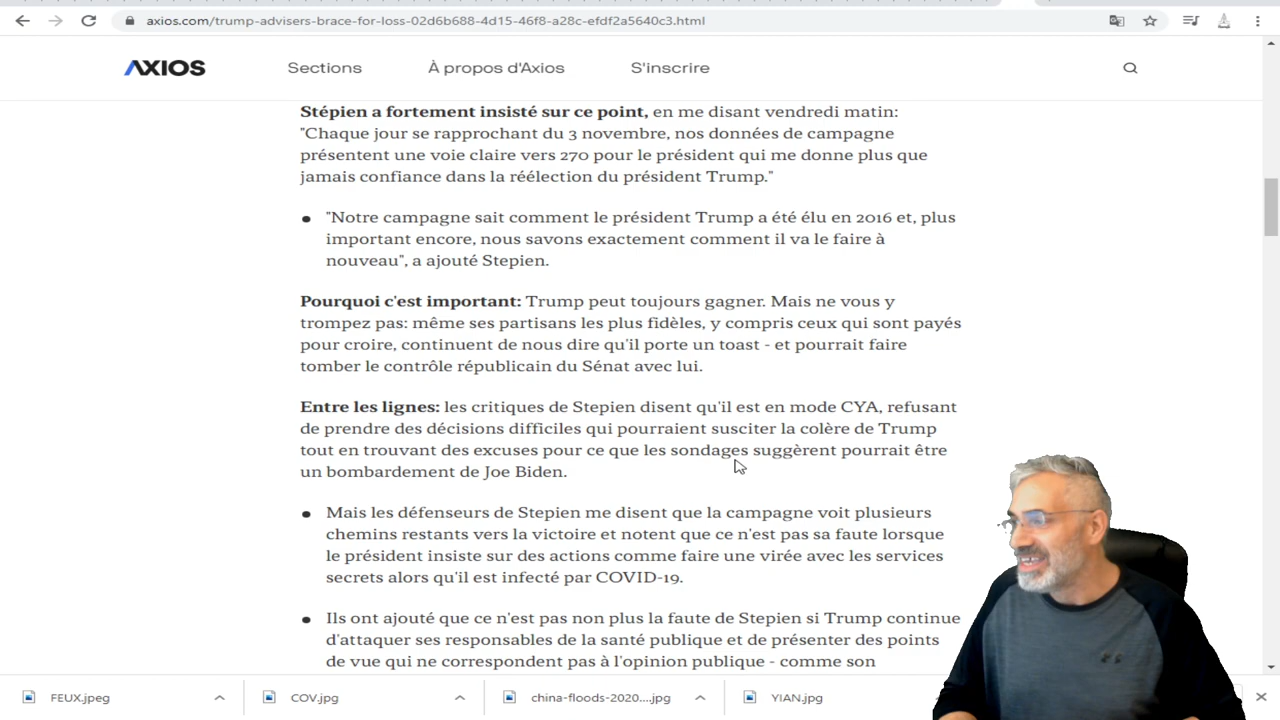 axios.com/trump-advisers-brace-for-loss-02d6b688-4d15-46f8-a28c-efdf2a5640c3.html
AXIOS Sections À propos d'Axios S'inscrire
Stépien a fortement insisté sur ce point, en me disant vendredi matin:
"Chaque jour se rapprochant du 3 novembre, nos données de campagne
présentent une voie claire vers 270 pour le président qui me donne plus que
jamais confiance dans la réélection du président Trump."
"Notre campagne sait comment le président Trump a été élu en 2016 et, plus
important encore, nous savons exactement comment il va le faire à
nouveau", a ajouté Stepien.
Pourquoi c'est important: Trump peut toujours gagner. Mais ne vous y
trompez pas: même ses partisans les plus fidèles, y compris ceux qui sont payés
pour croire, continuent de nous dire qu'il porte un toast - et pourrait faire
tomber le contrôle républicain du Sénat avec lui.
Entre les lignes: les critiques de Stepien disent qu'il est en mode CYA, refusant
de prendre des décisions difficiles qui pourraient susciter la colère de Trump
tout en trouvant des excuses pour ce que les sondages suggèrent pourrait être
un bombardement de Joe Biden.
Mais les défenseurs de Stepien me disent que la campagne voit plusieurs
chemins restants vers la victoire et notent que ce n'est pas sa faute lorsque
le président insiste sur des actions comme faire une virée avec les services
secrets alors qu'il est infecté par COVID-19.
Ils ont ajouté que ce n'est pas non plus la faute de Stepien si Trump continue
d'attaquer ses responsables de la santé publique et de présenter des points
de vue qui ne correspondent pas à l'opinion publique - comme son
FEUX.jpeg COV.jpg china-floods-2020....jpg YIAN.jpg